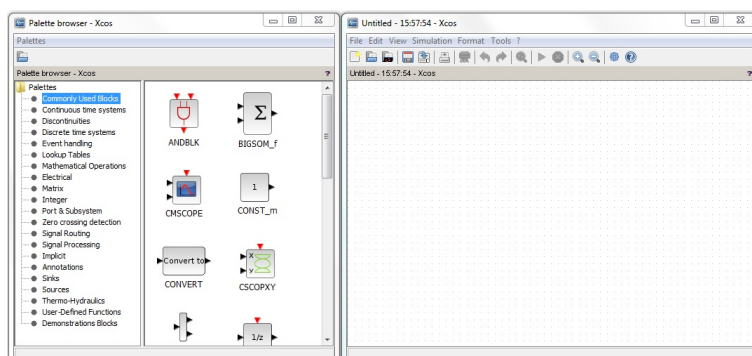 Palette browser - Xcos
Palettes
Palette browser - Xcos ?
Palettes
Commonly Used Blocks
Continuous time systems
Discontinuities
Discrete time systems
Event handling
Lookup Tables
Mathematical Operations
Electrical
Matrix
Integer
Port & Subsystem
Zero crossing detection
Signal Routing
Signal Processing
Implicit
Annotations
Sinks
Sources
Thermo-Hydraulics
User-Defined Functions
Demonstrations Blocks
Σ
ANDBLK BIGSOM_f
1
CMSCOPE CONST_m
Convert to x y
CONVERT CSCOPXY
1/z
Untitled - 15:57:54 - Xcos
File Edit View Simulation Format Tools ?
Untitled - 15:57:54 - Xcos ?